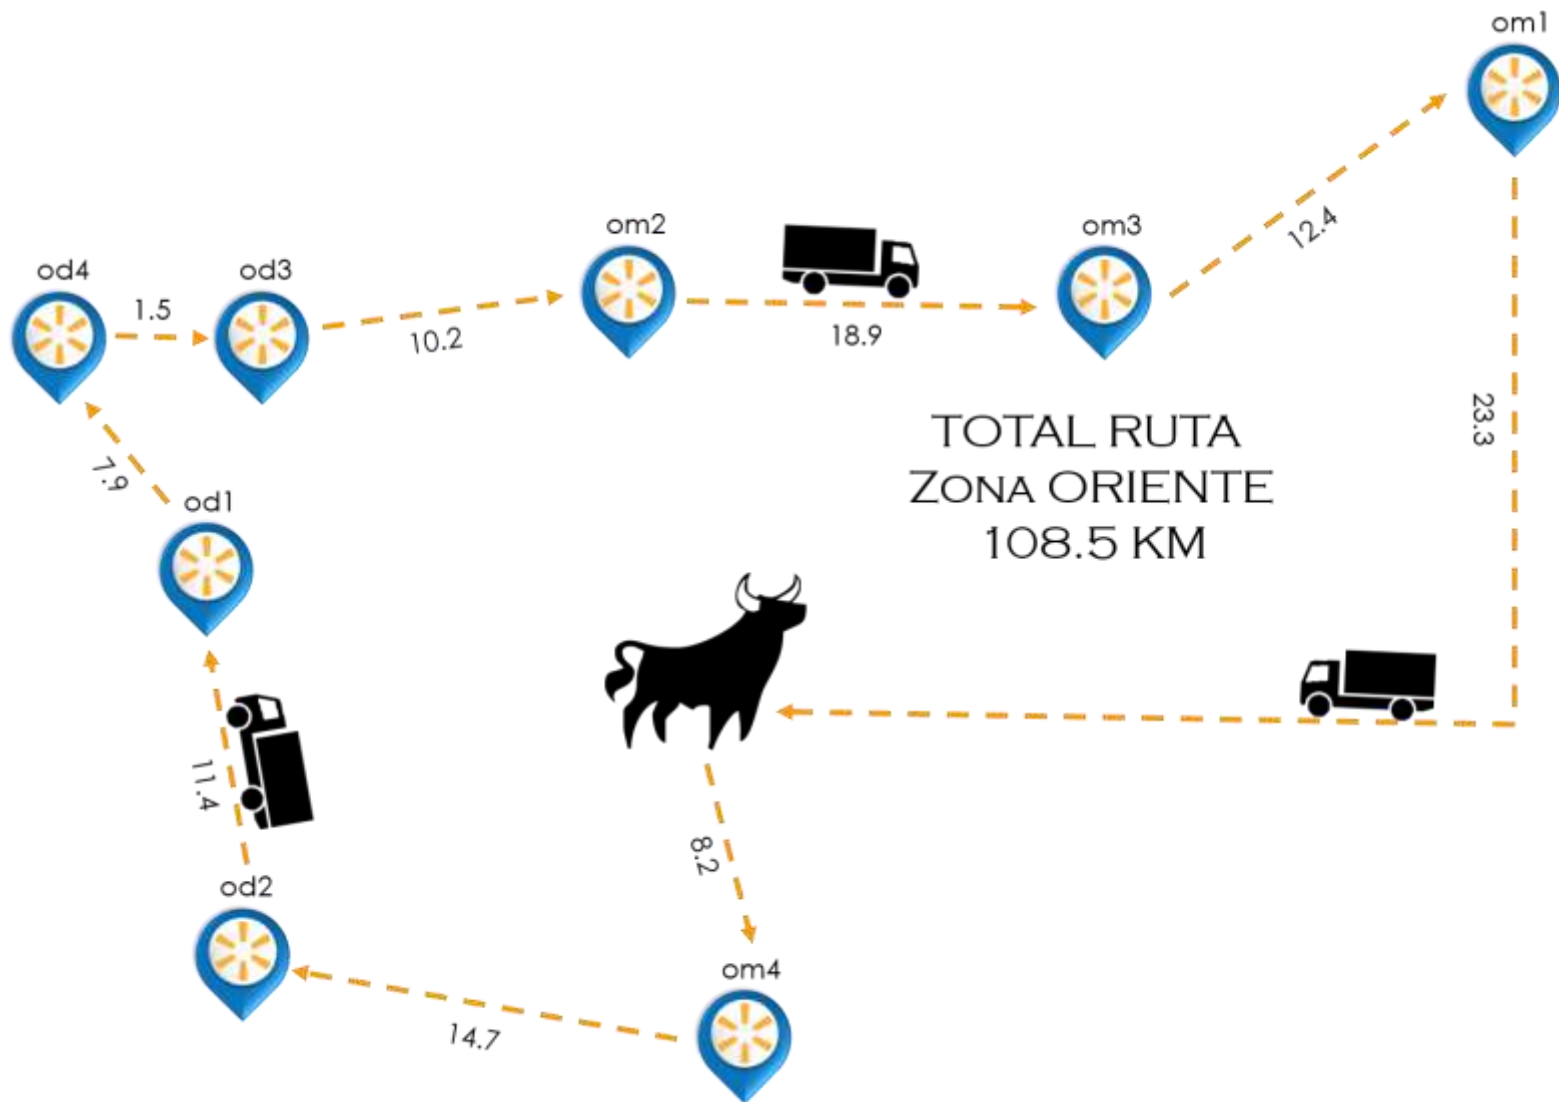 om1
om2
om3
12.4
od4
od3
1.5
10.2
18.9
23.3
TOTAL RUTA
ZONA ORIENTE
108.5 KM
7.9
od1
11.4
8.2
od2
om4
14.7